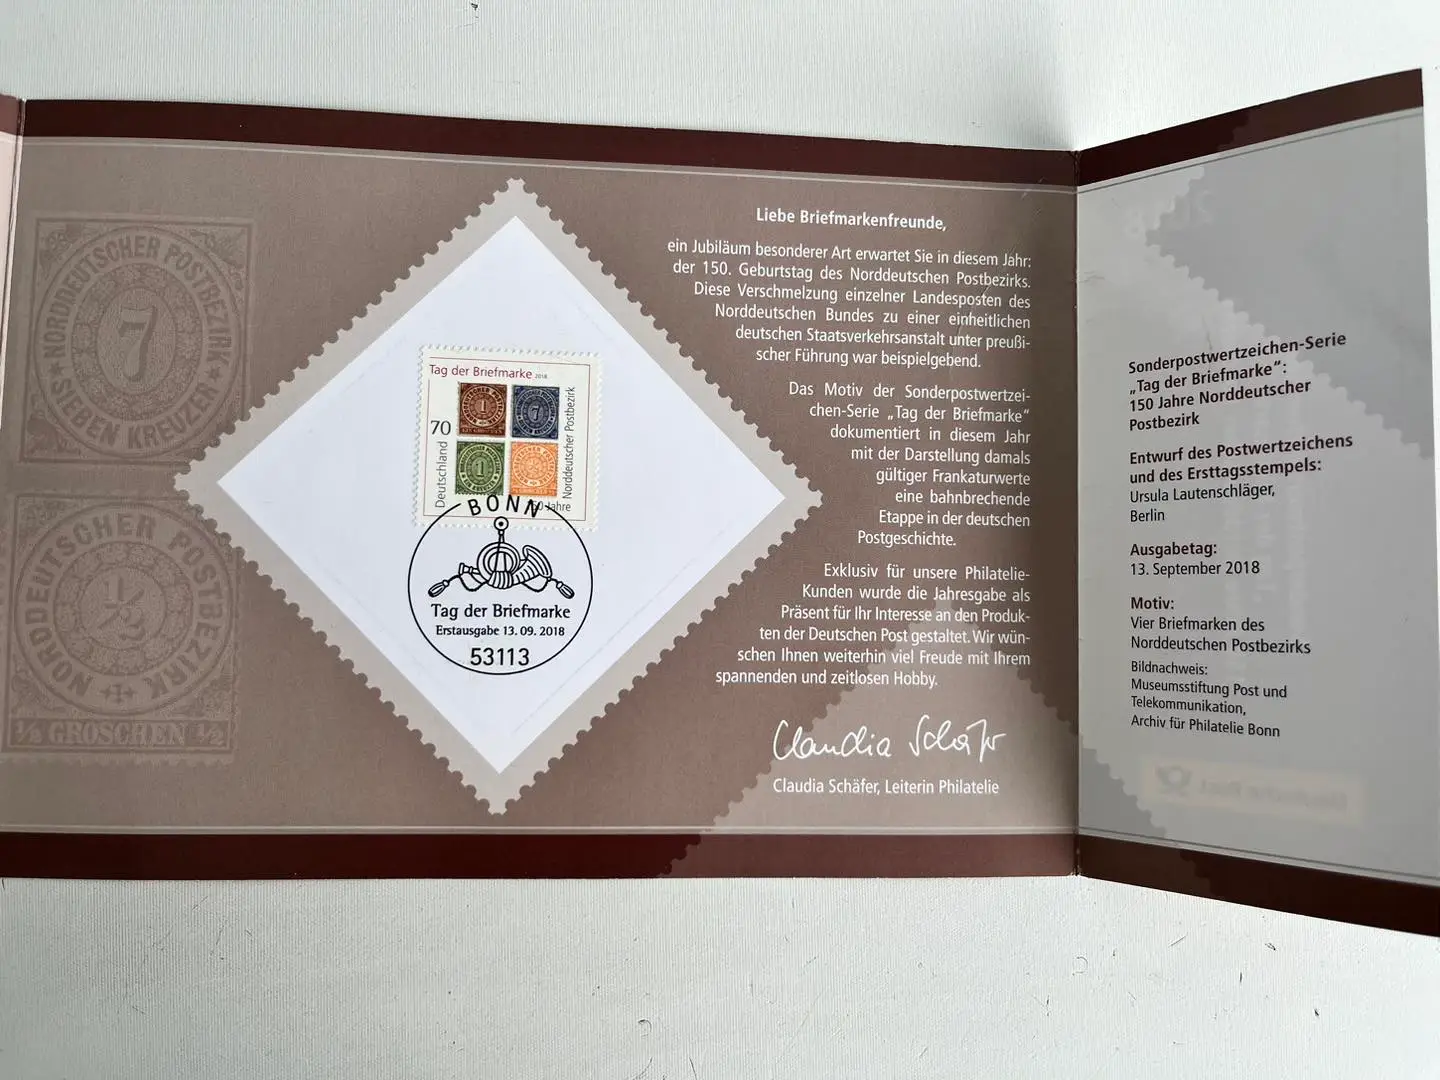 NORDDEUTSCHER POSTBEZIRK
7
SIEBEN KREUZER
NORDDEUTSCHER POSTBEZIRK
1/2
1/2 GROSCHEN 1/2
Tag der Briefmarke 2018
70
Deutschland
1
7
1
Norddeutscher Postbezirk
150 Jahre
BONN
Tag der Briefmarke
Erstausgabe 13. 09. 2018
53113
Liebe Briefmarkenfreunde,
ein Jubiläum besonderer Art erwartet Sie in diesem Jahr:
der 150. Geburtstag des Norddeutschen Postbezirks.
Diese Verschmelzung einzelner Landesposten des
Norddeutschen Bundes zu einer einheitlichen
deutschen Staatsverkehrsanstalt unter preußi-
scher Führung war beispielgebend.
Das Motiv der Sonderpostwertzei-
chen-Serie „Tag der Briefmarke“
dokumentiert in diesem Jahr
mit der Darstellung damals
gültiger Frankaturwerte
eine bahnbrechende
Etappe in der deutschen
Postgeschichte.
Exklusiv für unsere Philatelie-
Kunden wurde die Jahresgabe als
Präsent für Ihr Interesse an den Produk-
ten der Deutschen Post gestaltet. Wir wün-
schen Ihnen weiterhin viel Freude mit Ihrem
spannenden und zeitlosen Hobby.
Claudia Schäfer
Claudia Schäfer, Leiterin Philatelie
Sonderpostwertzeichen-Serie
„Tag der Briefmarke“:
150 Jahre Norddeutscher
Postbezirk
Entwurf des Postwertzeichens
und des Ersttagsstempels:
Ursula Lautenschläger,
Berlin
Ausgabetag:
13. September 2018
Motiv:
Vier Briefmarken des
Norddeutschen Postbezirks
Bildnachweis:
Museumsstiftung Post und
Telekommunikation,
Archiv für Philatelie Bonn